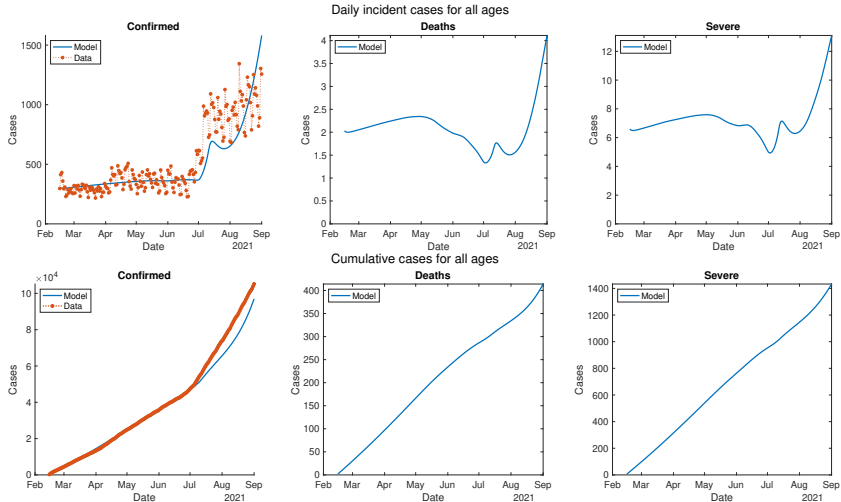 Daily incident cases for all ages
Confirmed
Model
Data
1500
1000
500
0
Cases
Feb Mar Apr May Jun Jul Aug Sep
Date
2021
Deaths
Model
4
3.5
3
2.5
2
1.5
1
0.5
0
Cases
Feb Mar Apr May Jun Jul Aug Sep
Date
2021
Severe
Model
12
10
8
6
4
2
0
Cases
Feb Mar Apr May Jun Jul Aug Sep
Date
2021
Cumulative cases for all ages
Confirmed
×10⁴
Model
Data
10
8
6
4
2
0
Cases
Feb Mar Apr May Jun Jul Aug Sep
Date
2021
Deaths
Model
400
350
300
250
200
150
100
50
0
Cases
Feb Mar Apr May Jun Jul Aug Sep
Date
2021
Severe
Model
1400
1200
1000
800
600
400
200
0
Cases
Feb Mar Apr May Jun Jul Aug Sep
Date
2021